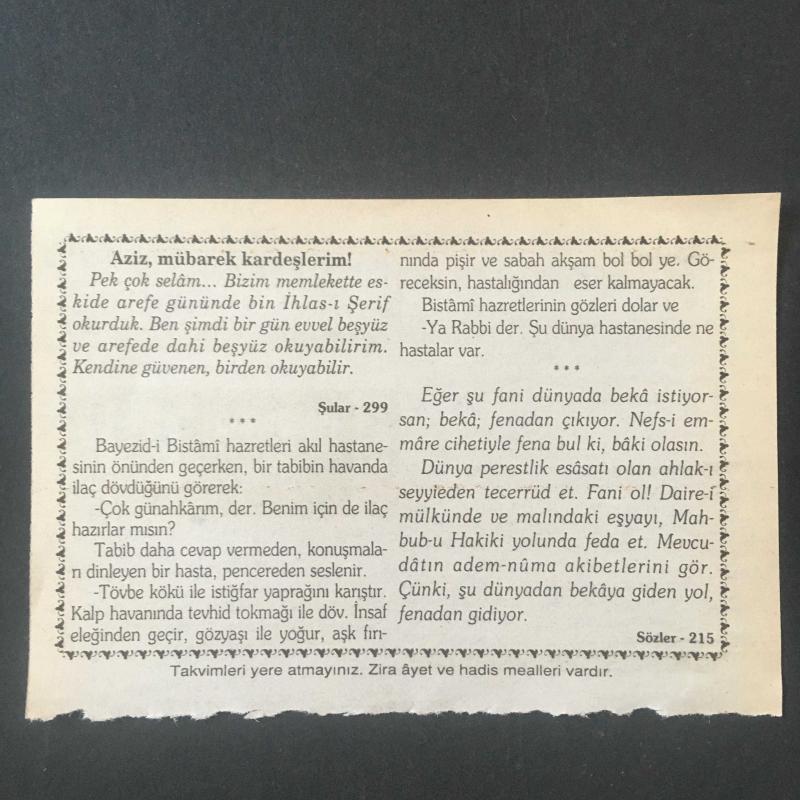 Aziz, mübarek kardeşlerim!
Pek çok selâm... Bizim memlekette es-
kide arefe gününde bin İhlas-ı Şerif
okurduk. Ben şimdi bir gün evvel beşyüz
ve arefede dahi beşyüz okuyabilirim.
Kendine güvenen, birden okuyabilir.
Şular - 299
***
Bayezid-i Bistâmî hazretleri akıl hastane-
sinin önünden geçerken, bir tabibin havanda
ilaç dövdüğünü görerek:
-Çok günahkârım, der. Benim için de ilaç
hazırlar mısın?
Tabib daha cevap vermeden, konuşmala-
rı dinleyen bir hasta, pencereden seslenir.
-Tövbe kökü ile istiğfar yaprağını karıştır.
Kalp havanında tevhid tokmağı ile döv. İnsaf
eleğinden geçir, gözyaşı ile yoğur, aşk fırı-
nında pişir ve sabah akşam bol bol ye. Gö-
receksin, hastalığından eser kalmayacak.
Bistâmî hazretlerinin gözleri dolar ve
-Ya Rabbi der. Şu dünya hastanesinde ne
hastalar var.
***
Eğer şu fani dünyada bekâ istiyor-
san; bekâ; fenadan çıkıyor. Nefs-i em-
mâre cihetiyle fena bul ki, bâki olasın.
Dünya perestlik esâsatı olan ahlak-ı
seyyieden tecerrüd et. Fani ol! Daire-i
mülkünde ve malındaki eşyayı, Mah-
bub-u Hakiki yolunda feda et. Mevcu-
dâtın adem-nûma akibetlerini gör.
Çünki, şu dünyadan bekâya giden yol,
fenadan gidiyor.
Sözler - 215
Takvimleri yere atmayınız. Zira âyet ve hadis mealleri vardır.